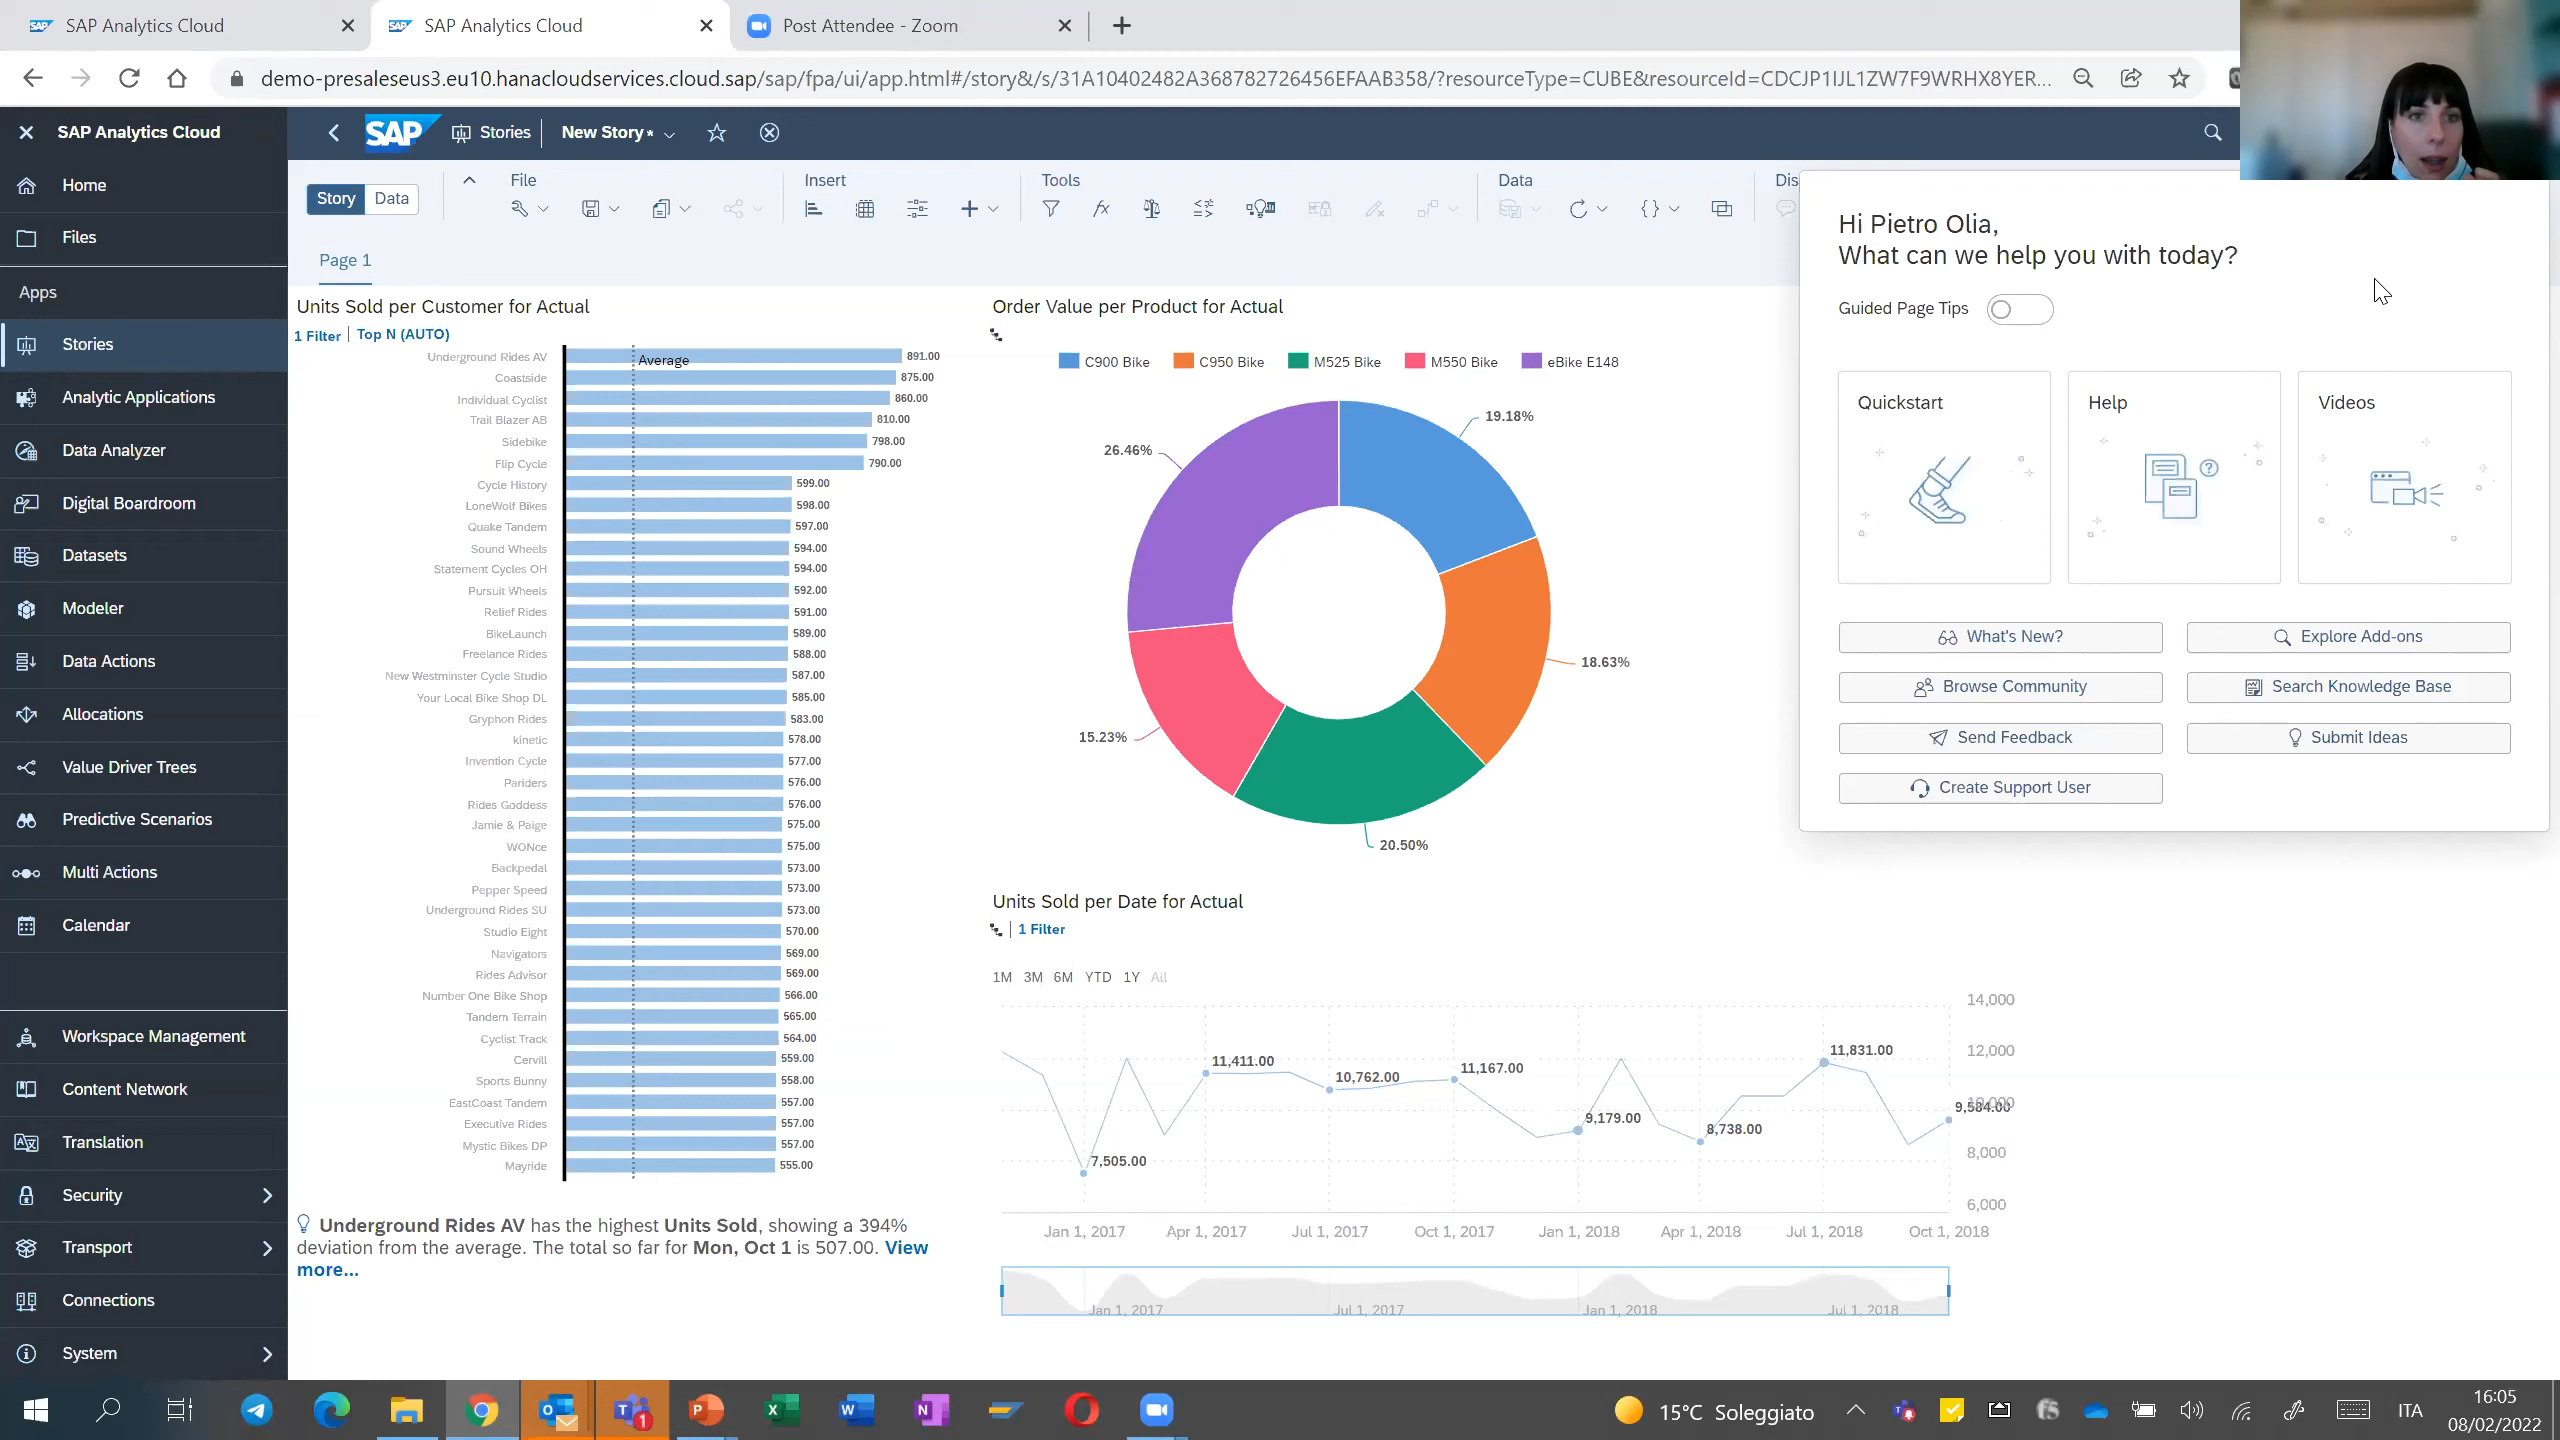 SAP Analytics Cloud
SAP Analytics Cloud
Post Attendee - Zoom
demo-presaleseus3.eu10.hanacloudservices.cloud.sap/sap/fpa/ui/app.html#/story&/s/31A10402482A368782726456EFAAB358/?resourceType=CUBE&resourceId=CDCJP1IJL1ZW7F9WRHX8YER...
SAP Analytics Cloud
Home
Files
Apps
Stories
Analytic Applications
Data Analyzer
Digital Boardroom
Datasets
Modeler
Data Actions
Allocations
Value Driver Trees
Predictive Scenarios
Multi Actions
Calendar
Workspace Management
Content Network
Translation
Security
Transport
Connections
System
SAP Stories New Story *
Story Data
File
Insert
Tools
Data
Dis
Page 1
Units Sold per Customer for Actual
1 Filter Top N (AUTO)
Average
Underground Rides AV 891.00
Coastside 875.00
Individual Cyclist 860.00
Trail Blazer AB 810.00
Sidebike 798.00
Flip Cycle 790.00
Cycle History 599.00
LoneWolf Bikes 598.00
Quake Tandem 597.00
Sound Wheels 594.00
Statement Cycles OH 594.00
Pursuit Wheels 592.00
Relief Rides 591.00
BikeLaunch 589.00
Freelance Rides 588.00
New Westminster Cycle Studio 587.00
Your Local Bike Shop DL 585.00
Gryphon Rides 583.00
kinetic 578.00
Invention Cycle 577.00
Pariders 576.00
Rides Goddess 576.00
Jamie & Paige 575.00
WONce 575.00
Backpedal 573.00
Pepper Speed 573.00
Underground Rides SU 573.00
Studio Eight 570.00
Navigators 569.00
Rides Advisor 569.00
Number One Bike Shop 566.00
Tandem Terrain 565.00
Cyclist Track 564.00
Cervill 559.00
Sports Bunny 558.00
EastCoast Tandem 557.00
Executive Rides 557.00
Mystic Bikes DP 557.00
Mayride 555.00
Underground Rides AV has the highest Units Sold, showing a 394%
deviation from the average. The total so far for Mon, Oct 1 is 507.00. View
more...
Order Value per Product for Actual
C900 Bike C950 Bike M525 Bike M550 Bike eBike E148
19.18%
26.46%
18.63%
15.23%
20.50%
Units Sold per Date for Actual
1 Filter
1M 3M 6M YTD 1Y All
14,000
12,000
10,000
8,000
6,000
7,505.00
11,411.00
10,762.00
11,167.00
9,179.00
8,738.00
11,831.00
9,584.00
Jan 1, 2017 Apr 1, 2017 Jul 1, 2017 Oct 1, 2017 Jan 1, 2018 Apr 1, 2018 Jul 1, 2018 Oct 1, 2018
Jan 1, 2017 Jul 1, 2017 Jan 1, 2018 Jul 1, 2018
Hi Pietro Olia,
What can we help you with today?
Guided Page Tips
Quickstart
Help
Videos
What's New?
Explore Add-ons
Browse Community
Search Knowledge Base
Send Feedback
Submit Ideas
Create Support User
15°C Soleggiato
ITA
16:05
08/02/2022